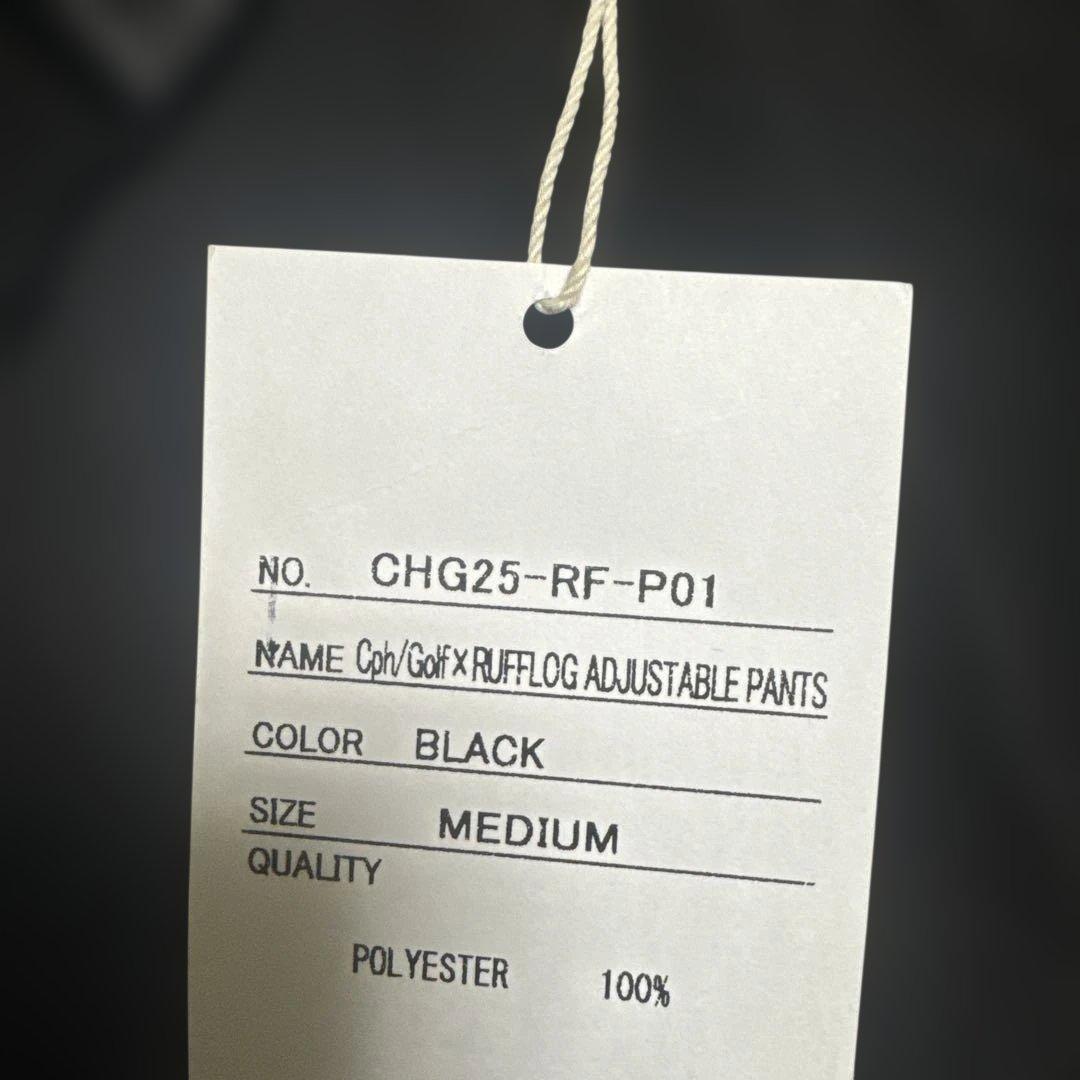 NO. CHG25-RF-P01
NAME Cph/Golf×RUFFLOG ADJUSTABLE PANTS
COLOR BLACK
SIZE MEDIUM
QUALITY
POLYESTER 100%